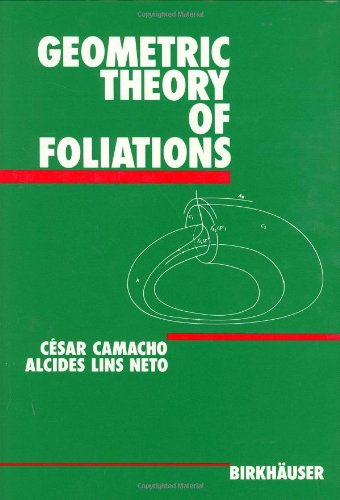 GEOMETRIC
THEORY
OF
FOLIATIONS
CÉSAR CAMACHO
ALCIDES LINS NETO
BIRKHÄUSER